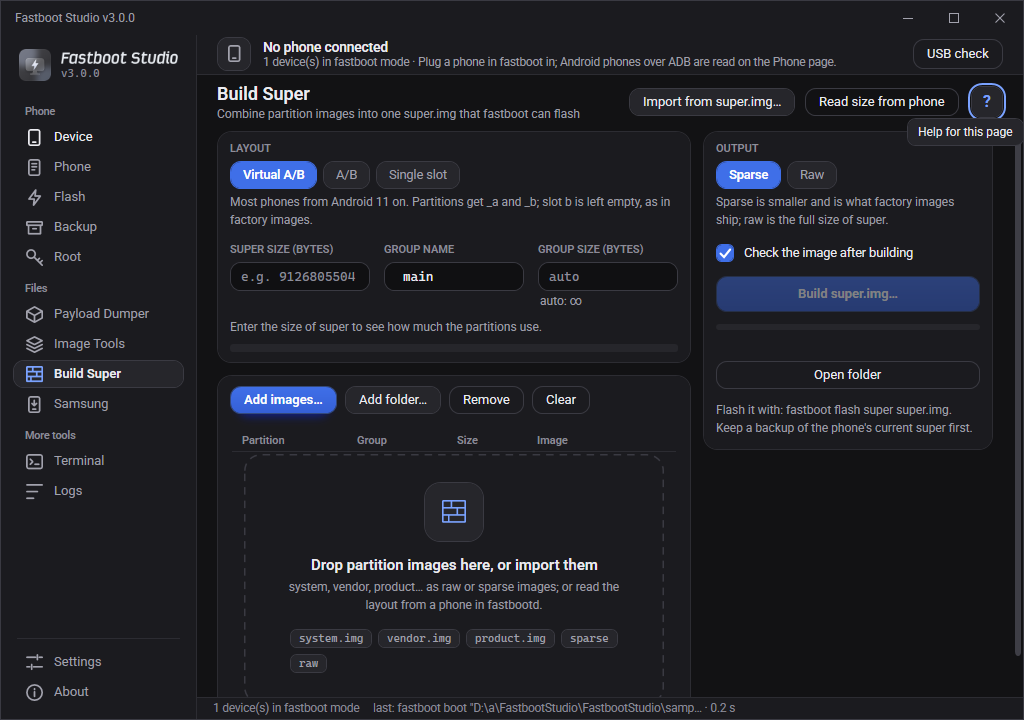 Fastboot Studio v3.0.0
Fastboot Studio
v3.0.0
No phone connected
1 device(s) in fastboot mode · Plug a phone in fastboot in; Android phones over ADB are read on the Phone page.
USB check
Phone
Device
Phone
Flash
Backup
Root
Files
Payload Dumper
Image Tools
Build Super
Samsung
More tools
Terminal
Logs
Settings
About
Build Super
Combine partition images into one super.img that fastboot can flash
Import from super.img…
Read size from phone
?
Help for this page
LAYOUT
Virtual A/B
A/B
Single slot
Most phones from Android 11 on. Partitions get _a and _b; slot b is left empty, as in
factory images.
SUPER SIZE (BYTES)
GROUP NAME
GROUP SIZE (BYTES)
e.g. 9126805504
main
auto
auto: ∞
Enter the size of super to see how much the partitions use.
Add images…
Add folder…
Remove
Clear
Partition
Group
Size
Image
Drop partition images here, or import them
system, vendor, product… as raw or sparse images; or read the
layout from a phone in fastbootd.
system.img
vendor.img
product.img
sparse
raw
OUTPUT
Sparse
Raw
Sparse is smaller and is what factory images
ship; raw is the full size of super.
Check the image after building
Build super.img…
Open folder
Flash it with: fastboot flash super super.img.
Keep a backup of the phone's current super first.
1 device(s) in fastboot mode
last: fastboot boot "D:\a\FastbootStudio\FastbootStudio\samp… · 0.2 s